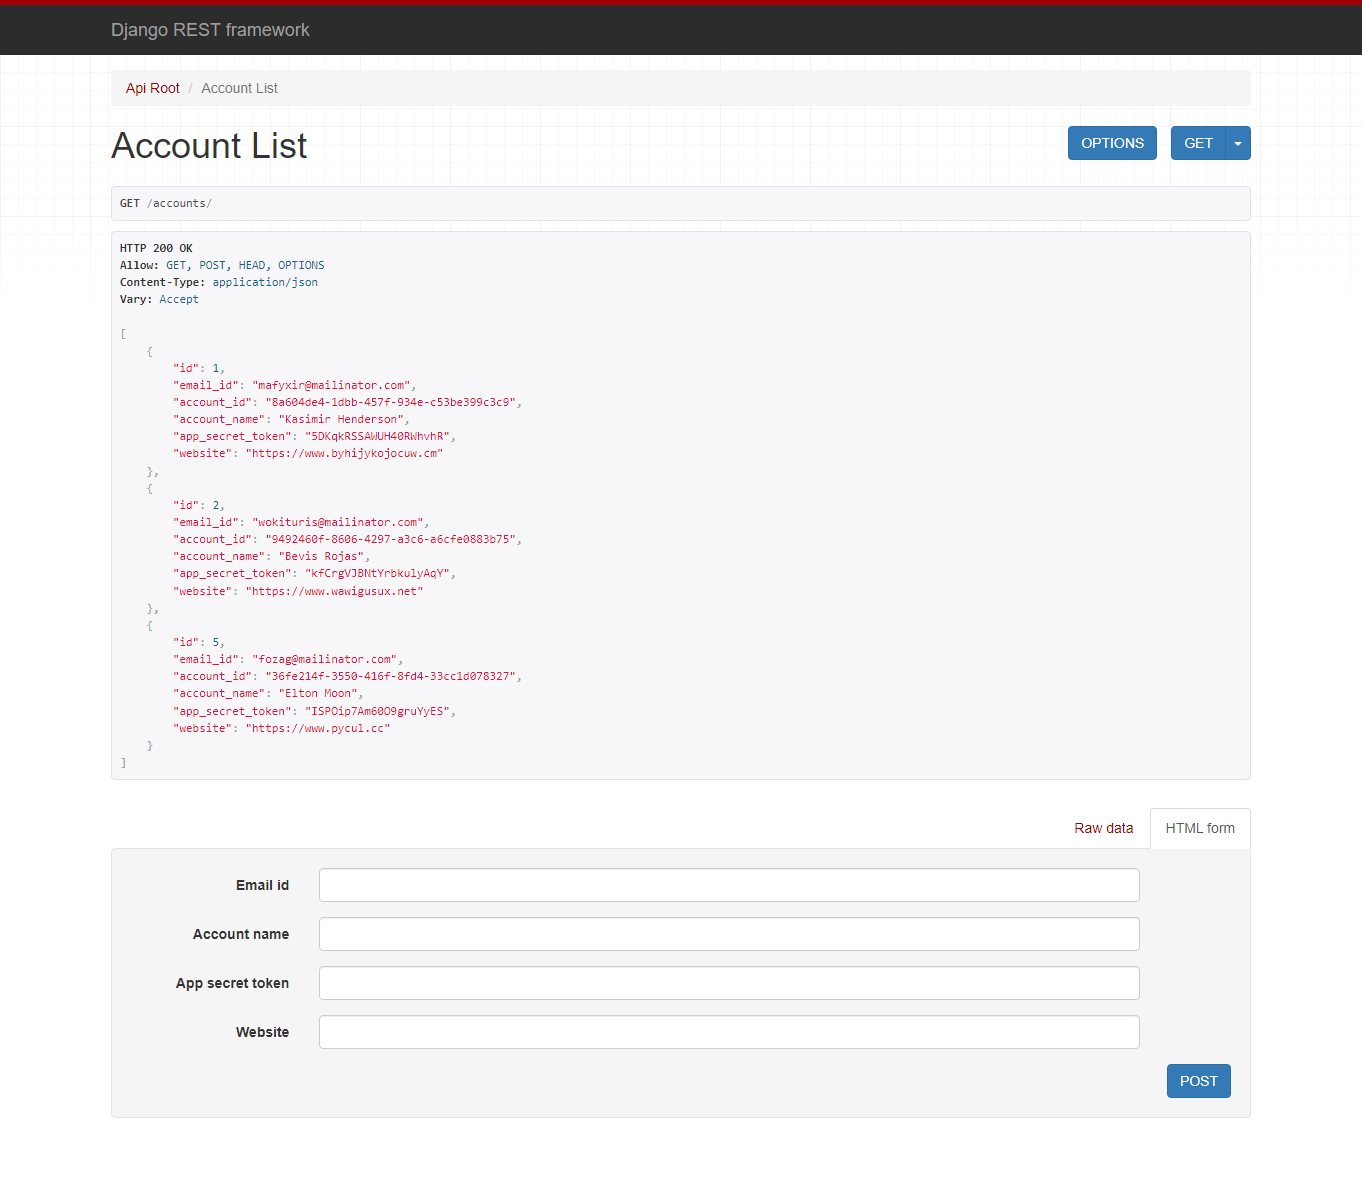 Django REST framework
Api Root / Account List
Account List
OPTIONS
GET
GET /accounts/
HTTP 200 OK
Allow: GET, POST, HEAD, OPTIONS
Content-Type: application/json
Vary: Accept
[
{
"id": 1,
"email_id": "mafyxir@mailinator.com",
"account_id": "8a604de4-1dbb-457f-934e-c53be399c3c9",
"account_name": "Kasimir Henderson",
"app_secret_token": "5DKqkRSSAWUH40RWhvhR",
"website": "https://www.byhijykojocuw.cm"
},
{
"id": 2,
"email_id": "wokituris@mailinator.com",
"account_id": "9492460f-8606-4297-a3c6-a6cfe0883b75",
"account_name": "Bevis Rojas",
"app_secret_token": "kfCrgVJBNtYrbkulyAqY",
"website": "https://www.wawigusux.net"
},
{
"id": 5,
"email_id": "fozag@mailinator.com",
"account_id": "36fe214f-3550-416f-8fd4-33cc1d078327",
"account_name": "Elton Moon",
"app_secret_token": "ISPOip7Am60O9gruYyES",
"website": "https://www.pycul.cc"
}
]
Raw data
HTML form
Email id
Account name
App secret token
Website
POST